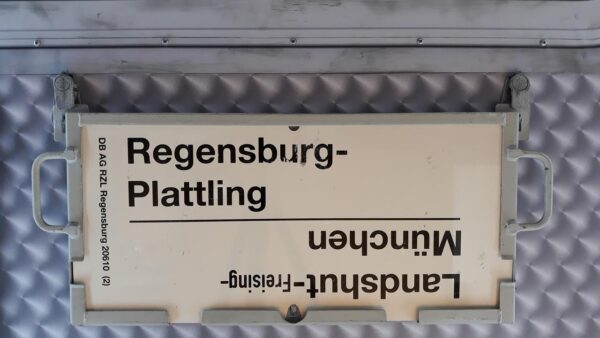 Regensburg-
Plattling
Landshut-Freising-
München
DB AG RZL Regensburg 20610 (2)